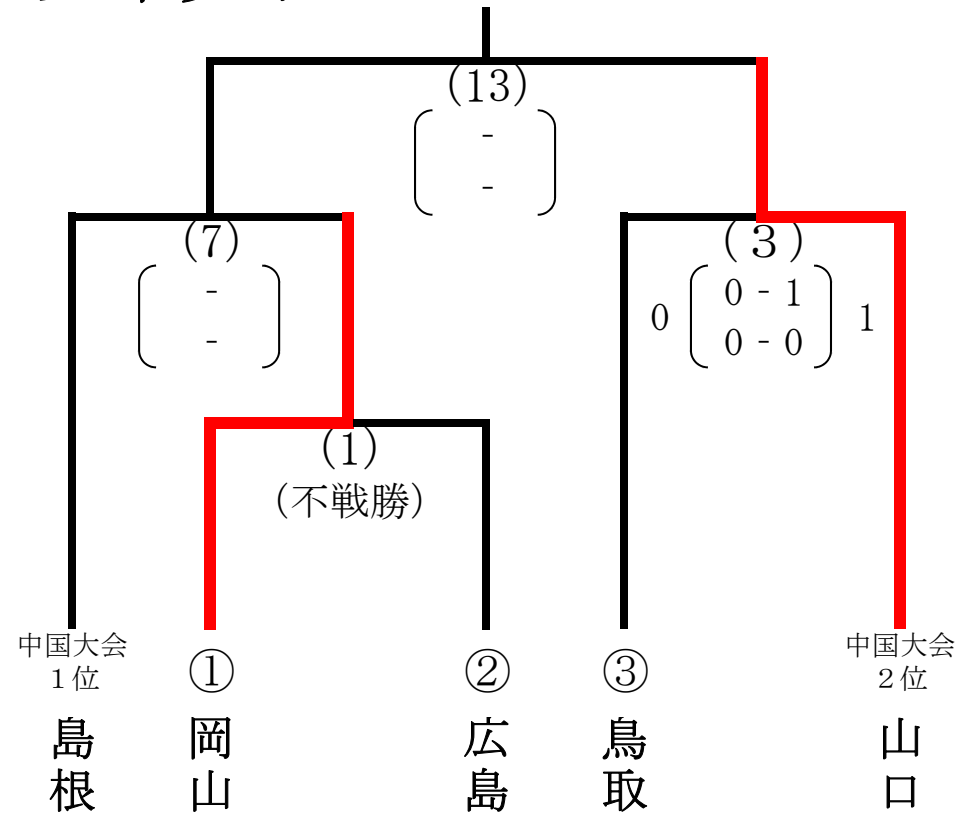 (13)
-
-
(7)
(3)
-
-
0
0 - 1
0 - 0
1
(1)
(不戦勝)
中国大会
1位
①
②
③
中国大会
2位
島根
岡山
広島
鳥取
山口